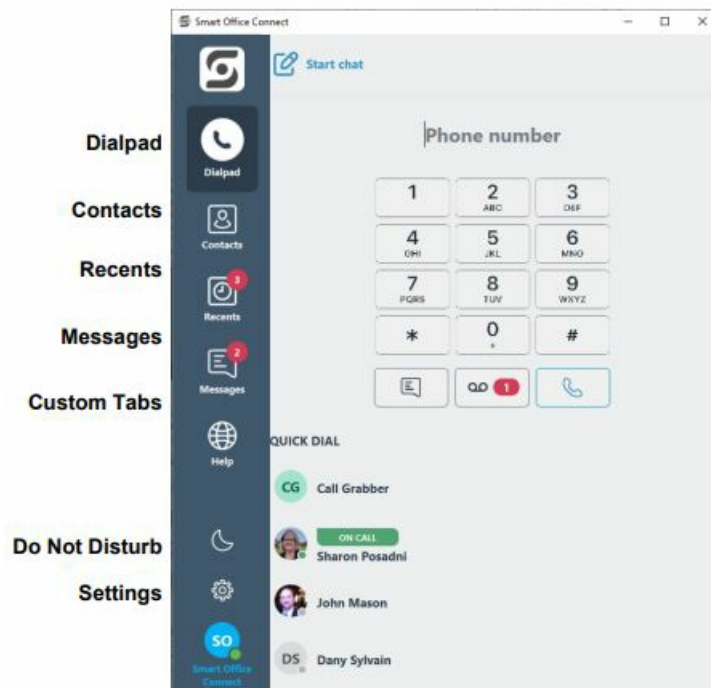 Smart Office Connect
Start chat
Dialpad
Dialpad
Phone number
1
2
ABC
3
DEF
Contacts
Contacts
4
GHI
5
JKL
6
MNO
Recents
3
Recents
7
PQRS
8
TUV
9
WXYZ
Messages
2
Messages
*
0
+
#
1
Custom Tabs
Help
QUICK DIAL
CG
Call Grabber
Do Not Disturb
ON CALL
Sharon Posadni
Settings
John Mason
SO
Smart Office
Connect
DS
Dany Sylvain